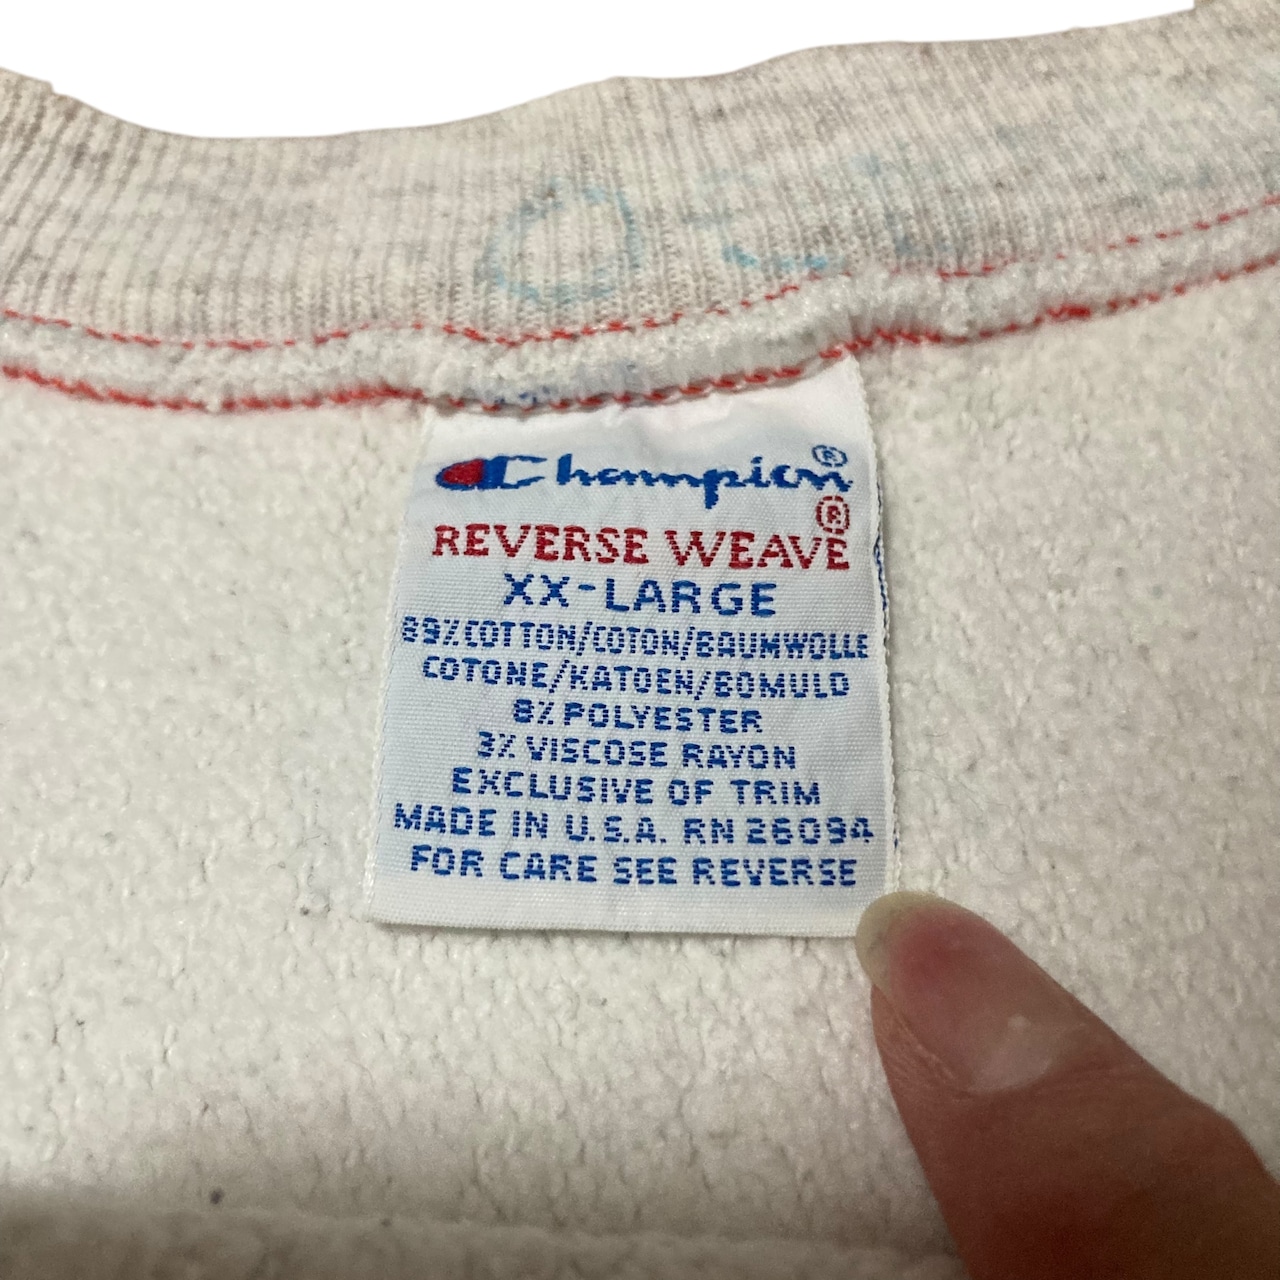 Champion®
REVERSE WEAVE®
XX-LARGE
89% COTTON/COTON/BAUMWOLLE
COTONE/KATOEN/BOMULD
8% POLYESTER
3% VISCOSE RAYON
EXCLUSIVE OF TRIM
MADE IN U.S.A. RN 26094
FOR CARE SEE REVERSE